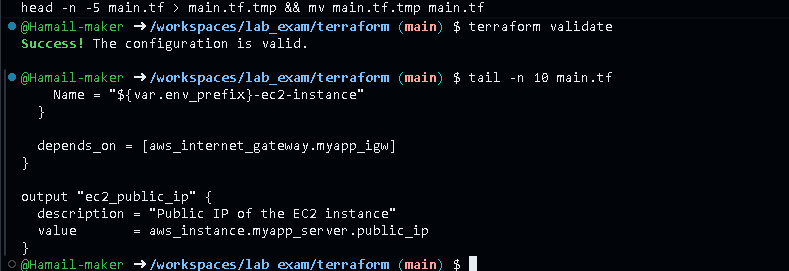 head -n -5 main.tf > main.tf.tmp && mv main.tf.tmp main.tf
@Hamail-maker ➜ /workspaces/lab_exam/terraform (main) $ terraform validate
Success! The configuration is valid.
@Hamail-maker ➜ /workspaces/lab_exam/terraform (main) $ tail -n 10 main.tf
    Name = "${var.env_prefix}-ec2-instance"
  }

  depends_on = [aws_internet_gateway.myapp_igw]
}

output "ec2_public_ip" {
  description = "Public IP of the EC2 instance"
  value       = aws_instance.myapp_server.public_ip
}
@Hamail-maker ➜ /workspaces/lab_exam/terraform (main) $